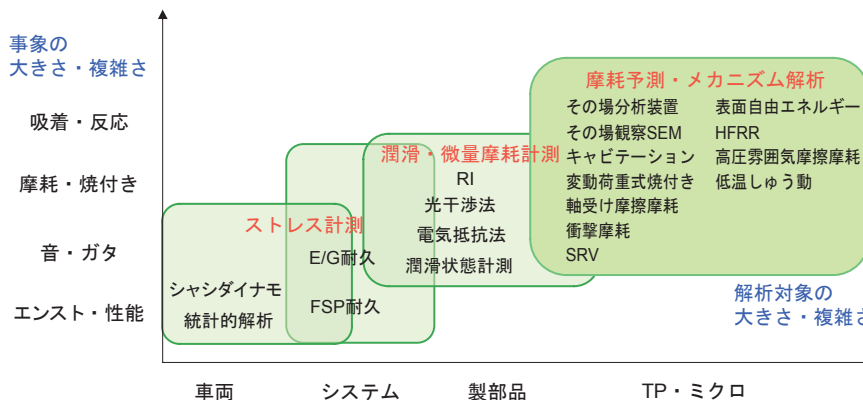 事象の
大きさ・複雑さ
吸着・反応
摩耗・焼付き
音・ガタ
エンスト・性能
ストレス計測
シャシダイナモ
統計的解析
E/G耐久
FSP耐久
潤滑・微量摩耗計測
RI
光干渉法
電気抵抗法
潤滑状態計測
摩耗予測・メカニズム解析
その場分析装置
その場観察SEM
キャビテーション
変動荷重式焼付き
軸受け摩擦摩耗
衝撃摩耗
SRV
表面自由エネルギー
HFRR
高圧雰囲気摩擦摩耗
低温しゅう動
解析対象の
大きさ・複雑さ
車両
システム
製部品
TP・ミクロ